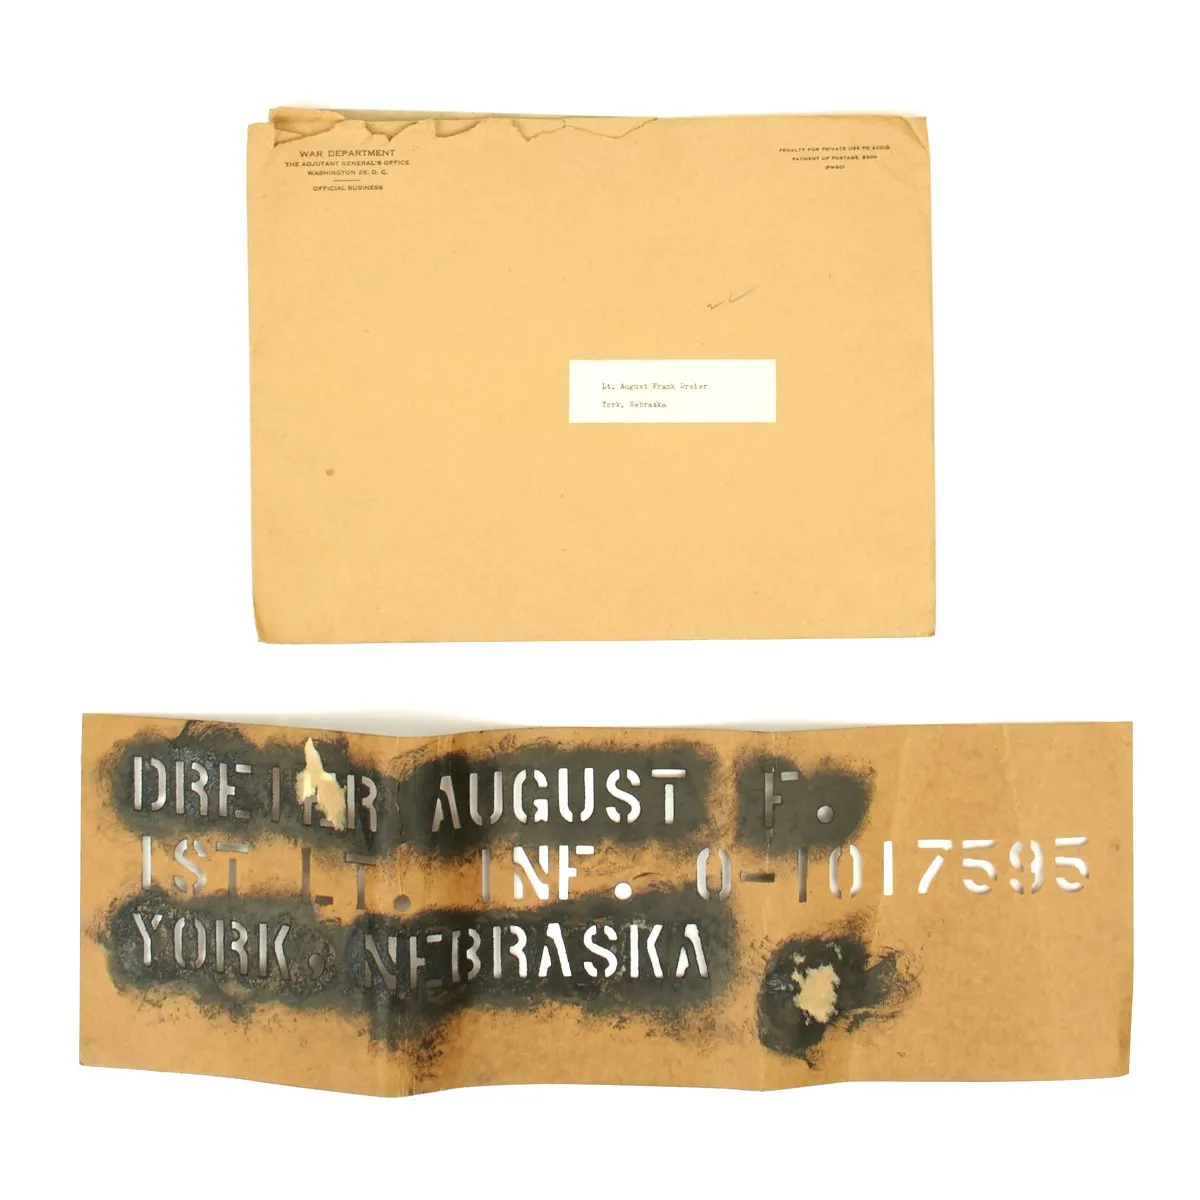 WAR DEPARTMENT
THE ADJUTANT GENERAL'S OFFICE
WASHINGTON 25, D. C.
OFFICIAL BUSINESS
PENALTY FOR PRIVATE USE TO AVOID
PAYMENT OF POSTAGE, $300
(PMGC)
Lt. August Frank Dreier
York, Nebraska
DREIER AUGUST F.
1ST LT. INF. O-1017595
YORK, NEBRASKA